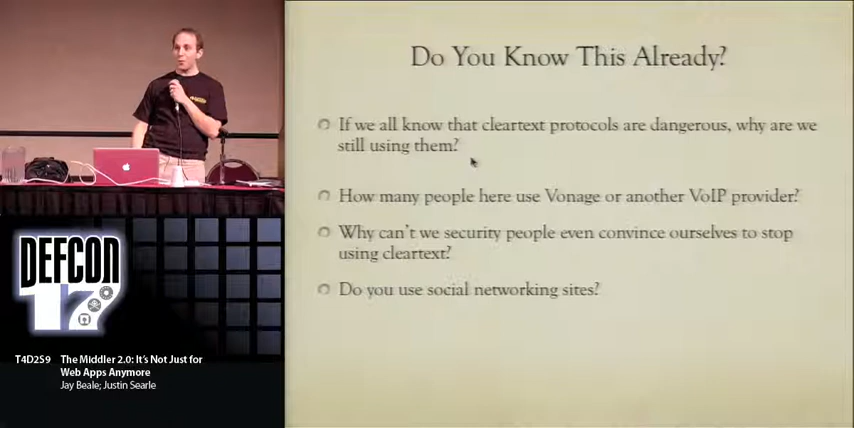 Do You Know This Already?
If we all know that cleartext protocols are dangerous, why are we
still using them?
How many people here use Vonage or another VoIP provider?
Why can't we security people even convince ourselves to stop
using cleartext?
Do you use social networking sites?
DEFCON
17
T4D2S9 The Middler 2.0: It's Not Just for
Web Apps Anymore
Jay Beale; Justin Searle